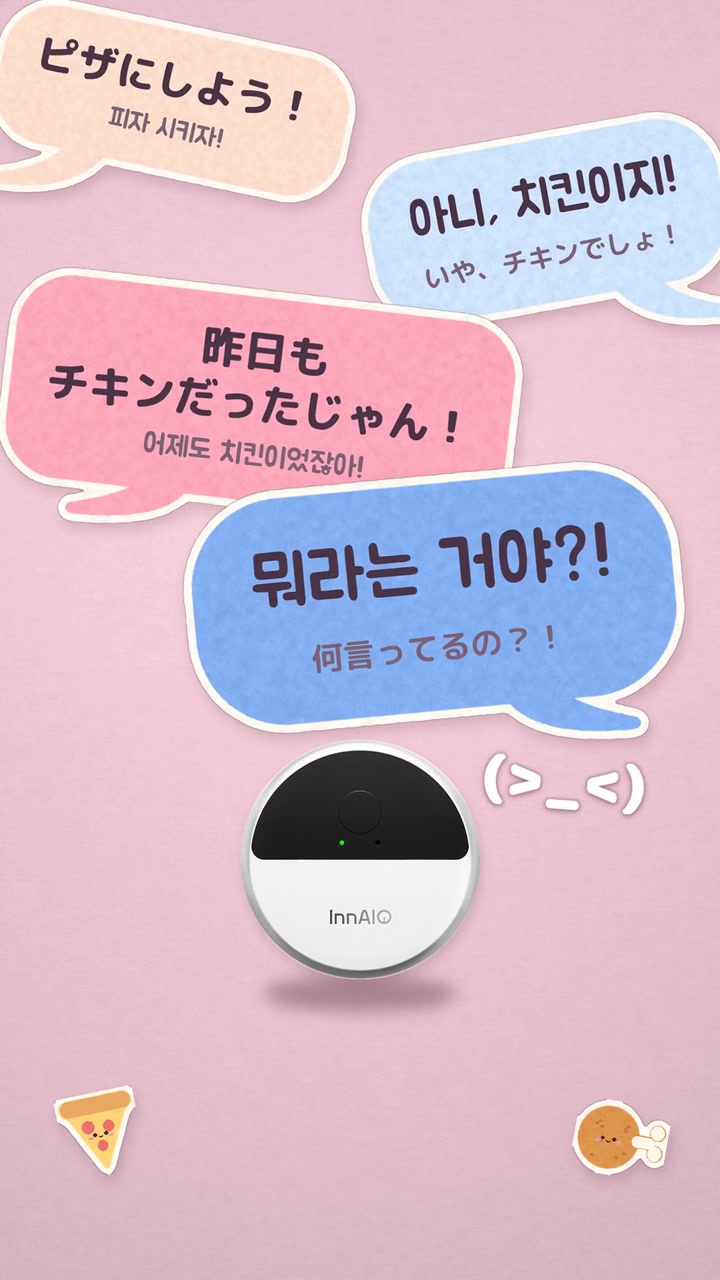 ピザにしよう！
피자 시키자!
아니, 치킨이지!
いや、チキンでしょ！
昨日も
チキンだったじゃん！
어제도 치킨이었잖아!
뭐라는 거야?!
何言ってるの？！
(>_<)
InnAIO